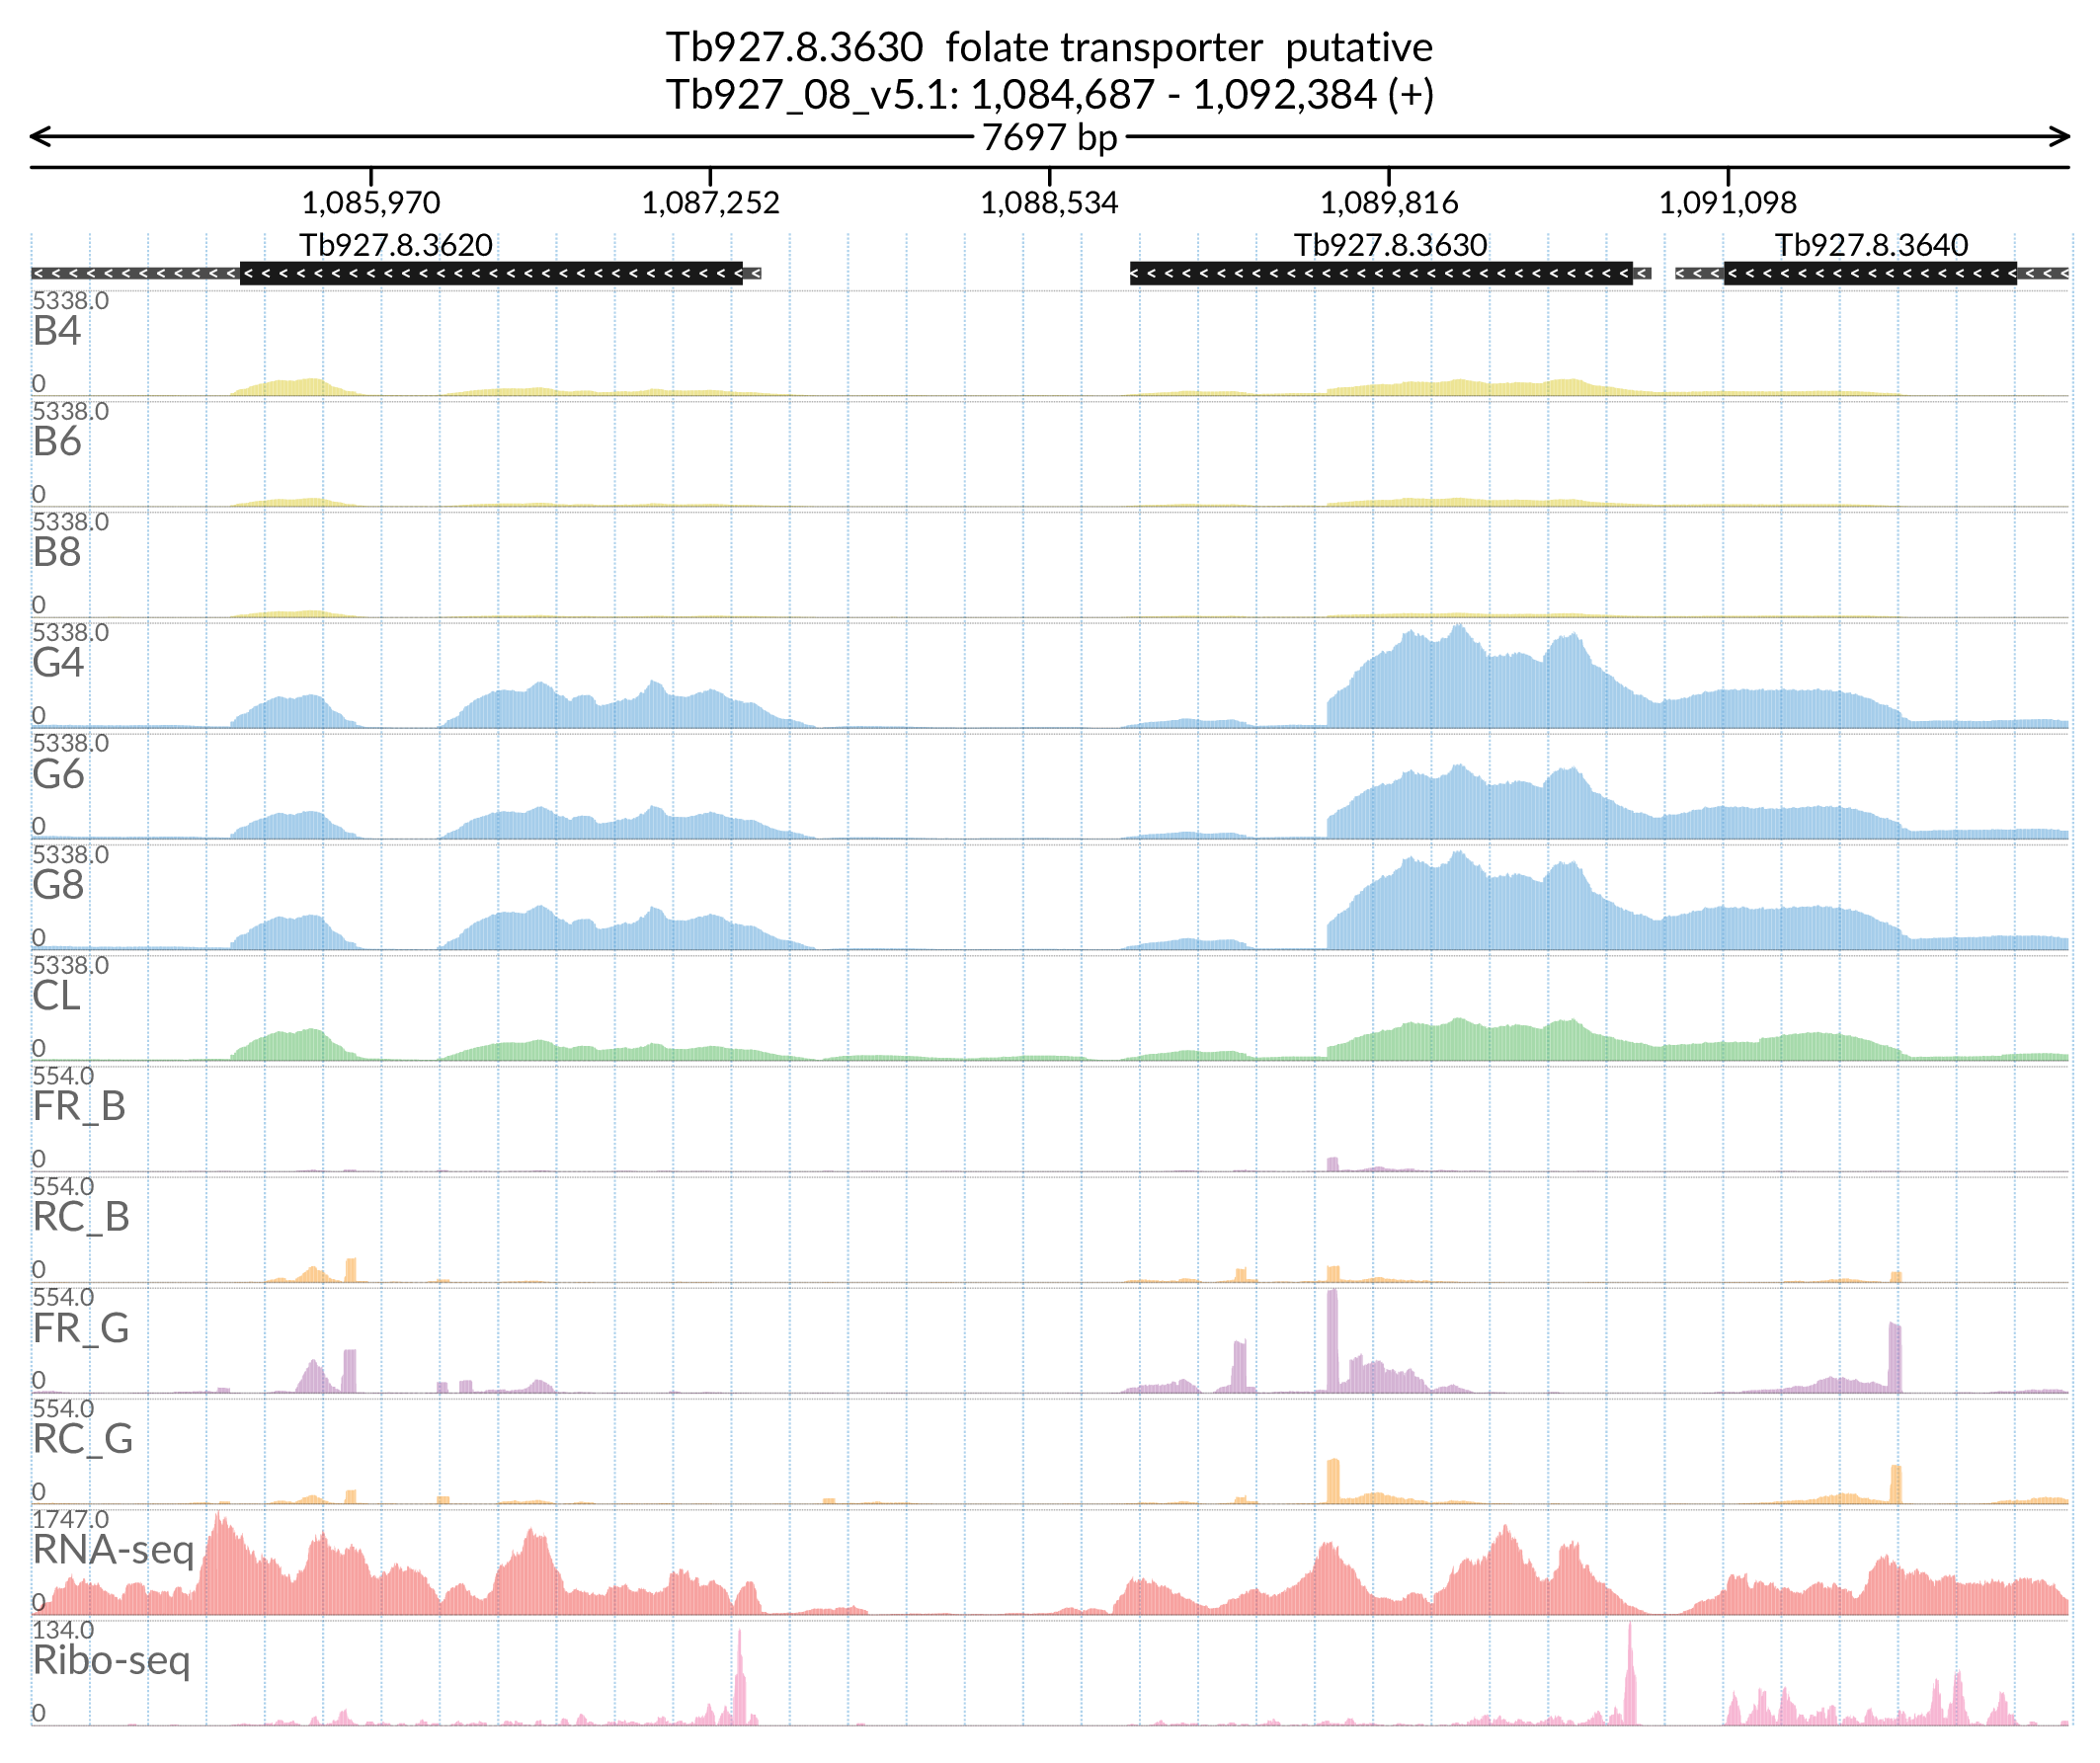 Tb927.8.3630 folate transporter putative
Tb927_08_v5.1: 1,084,687 - 1,092,384 (+)
7697 bp
1,085,970 1,087,252 1,088,534 1,089,816 1,091,098
Tb927.8.3620 Tb927.8.3630 Tb927.8.3640
5338.0
B4
0
5338.0
B6
0
5338.0
B8
0
5338.0
G4
0
5338.0
G6
0
5338.0
G8
0
5338.0
CL
0
554.0
FR_B
0
554.0
RC_B
0
554.0
FR_G
0
554.0
RC_G
0
1747.0
RNA-seq
0
134.0
Ribo-seq
0